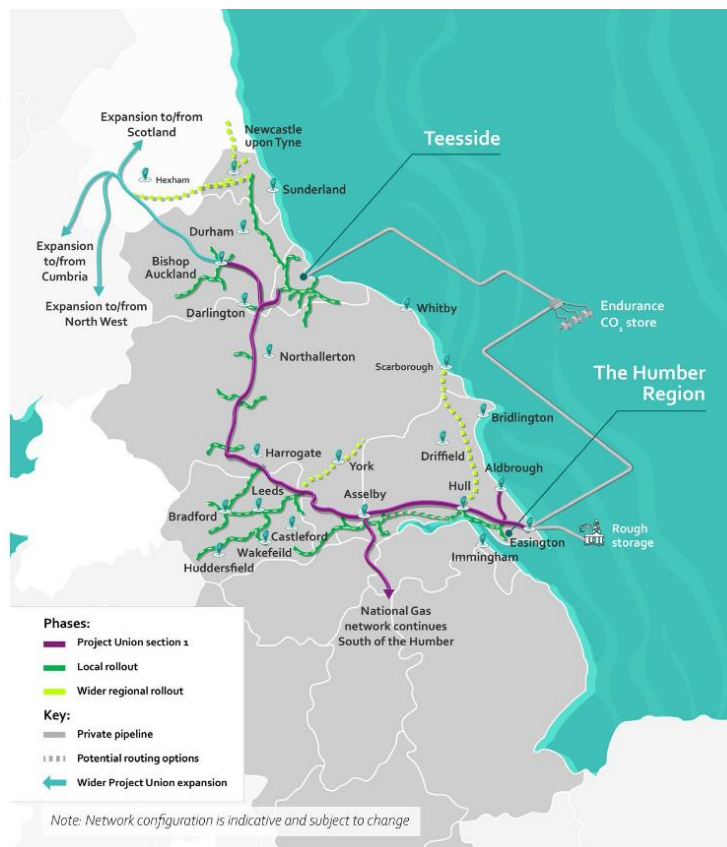 Expansion to/from
Scotland
Newcastle
upon Tyne
Teesside
Hexham
Sunderland
Durham
Expansion
to/from
Cumbria
Bishop
Auckland
Expansion to/from
North West
Darlington
Whitby
Endurance
CO₂ store
Northallerton
Scarborough
The Humber
Region
Bridlington
Harrogate
York
Driffield
Aldbrough
Leeds
Asselby
Hull
Bradford
Castleford
Wakefeild
Huddersfield
Immingham
Easington
Rough
storage
National Gas
network continues
South of the Humber
Phases:
Project Union section 1
Local rollout
Wider regional rollout
Key:
Private pipeline
Potential routing options
Wider Project Union expansion
Note: Network configuration is indicative and subject to change